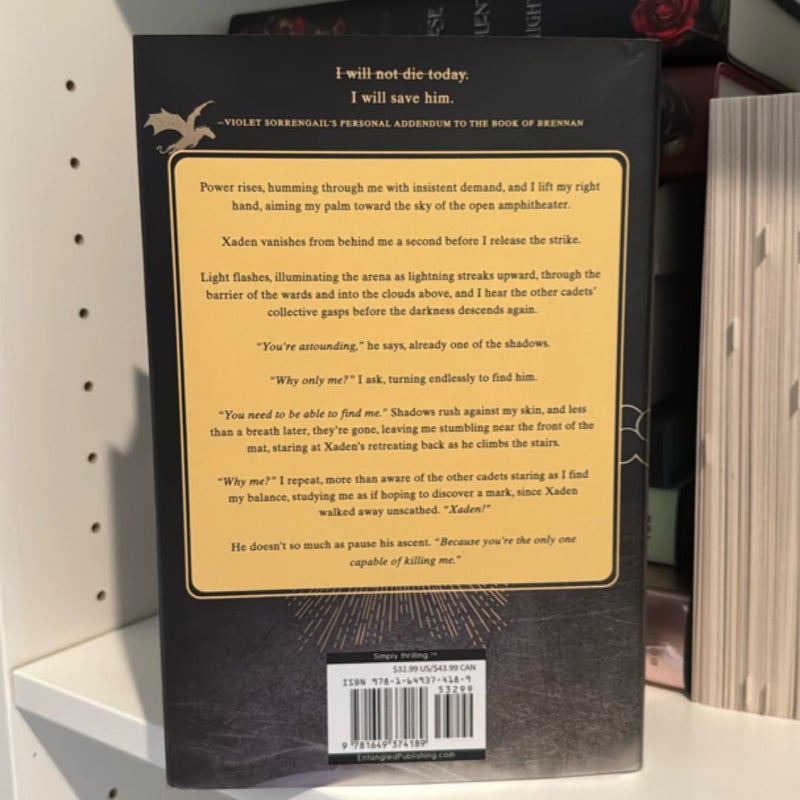 ESE
LEN
IGH
I will not die today.
I will save him.
—VIOLET SORRENGAIL'S PERSONAL ADDENDUM TO THE BOOK OF BRENNAN
Power rises, humming through me with insistent demand, and I lift my right
hand, aiming my palm toward the sky of the open amphitheater.
Xaden vanishes from behind me a second before I release the strike.
Light flashes, illuminating the arena as lightning streaks upward, through the
barrier of the wards and into the clouds above, and I hear the other cadets'
collective gasps before the darkness descends again.
"You're astounding," he says, already one of the shadows.
"Why only me?" I ask, turning endlessly to find him.
"You need to be able to find me." Shadows rush against my skin, and less
than a breath later, they're gone, leaving me stumbling near the front of the
mat, staring at Xaden's retreating back as he climbs the stairs.
"Why me?" I repeat, more than aware of the other cadets staring as I find
my balance, studying me as if hoping to discover a mark, since Xaden
walked away unscathed. "Xaden!"
He doesn't so much as pause his ascent. "Because you're the only one
capable of killing me."
Simply thrilling.™
$32.99 US/$43.99 CAN
ISBN 978-1-64937-418-9
53299
9 781649 374189
EntangledPublishing.com